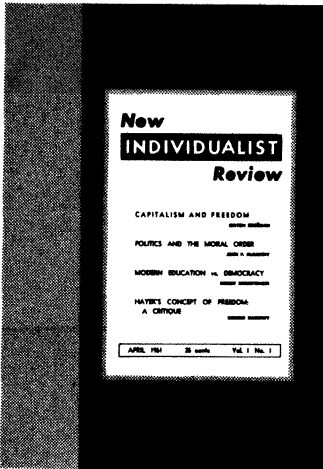 New
INDIVIDUALIST
Review
CAPITALISM AND FREEDOM
POLITICS AND THE MORAL ORDER
MODERN EDUCATION vs. DEMOCRACY
HAYEK'S CONCEPT OF FREEDOM:
A CRITIQUE
APRIL 1961 25 cents Vol. 1 No. 1